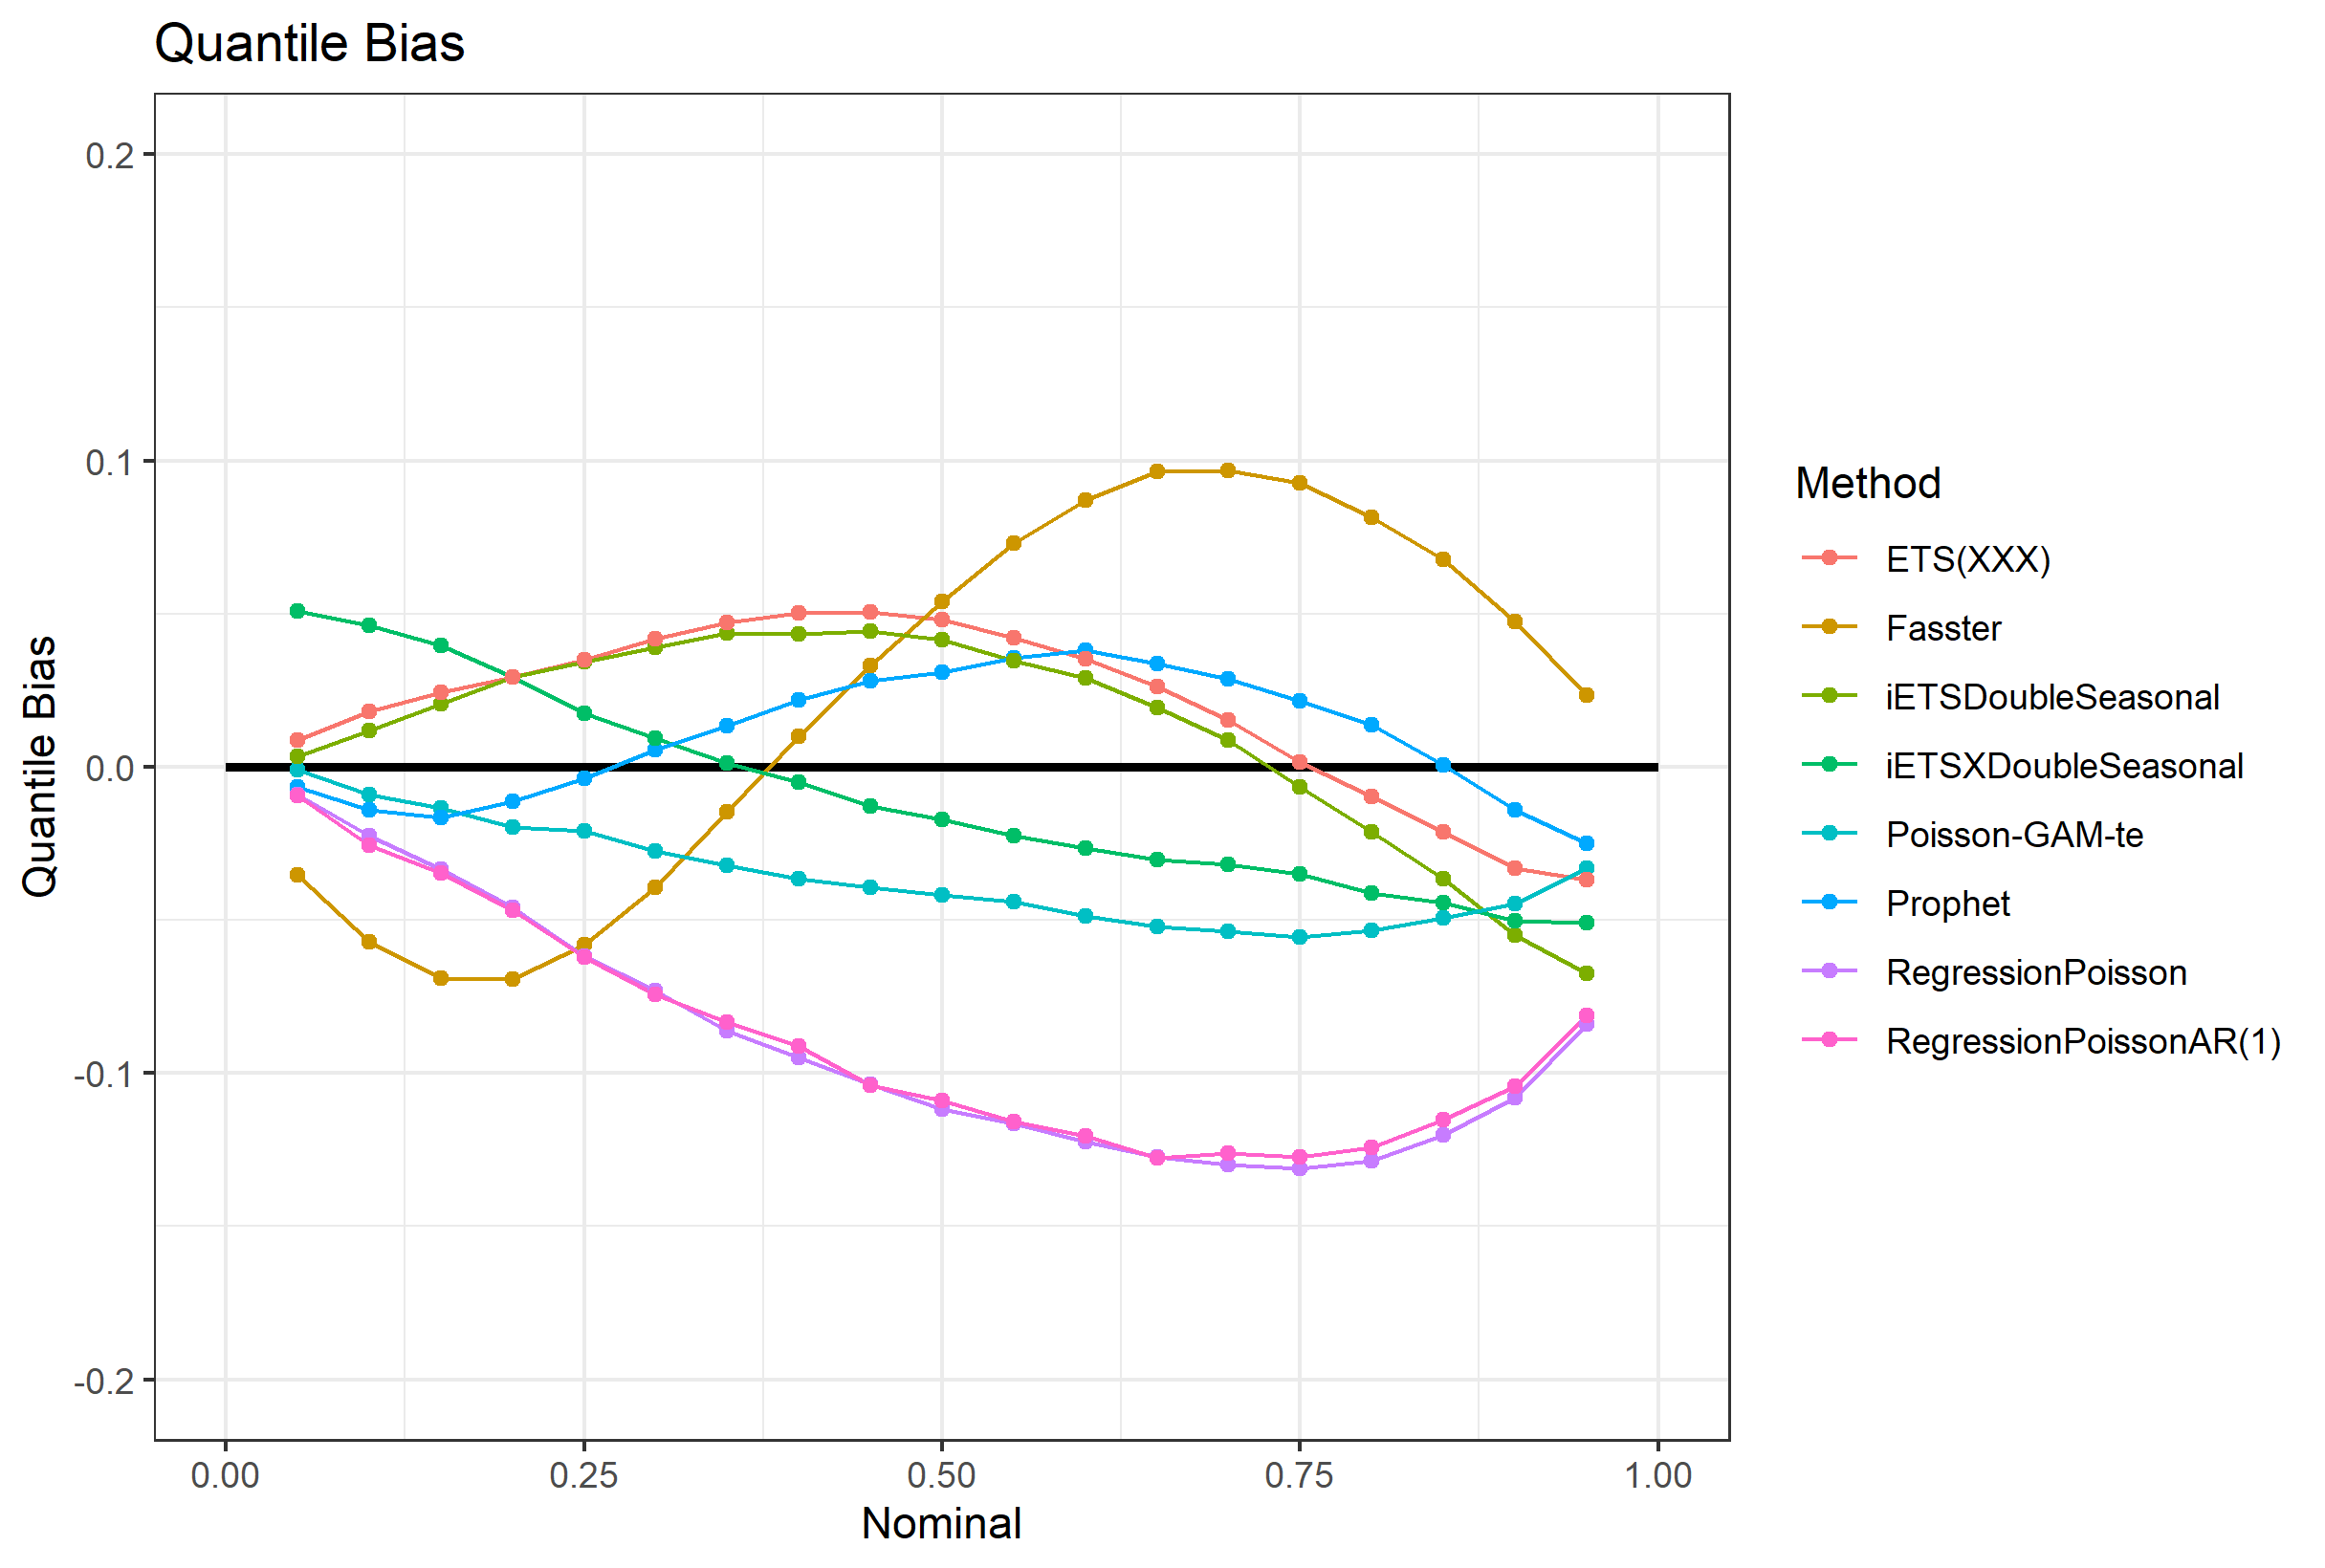 Quantile Bias
Quantile Bias
0.2
0.1
0.0
-0.1
-0.2
0.00
0.25
0.50
0.75
1.00
Nominal
Method
ETS(XXX)
Fasster
iETSDoubleSeasonal
iETSXDoubleSeasonal
Poisson-GAM-te
Prophet
RegressionPoisson
RegressionPoissonAR(1)